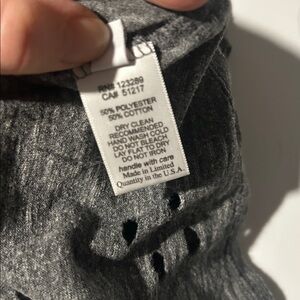 RN# 123289
CA# 51217
50% POLYESTER
50% COTTON
DRY CLEAN
RECOMMENDED
HAND WASH COLD
DO NOT BLEACH
LAY FLAT TO DRY
DO NOT IRON
handle with care
Made in Limited
Quantity in the U.S.A.